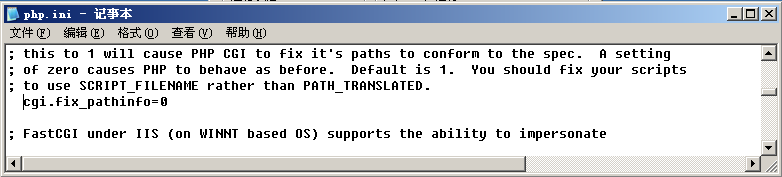 php.ini - 记事本
文件(F) 编辑(E) 格式(O) 查看(V) 帮助(H)
; this to 1 will cause PHP CGI to fix it's paths to conform to the spec.  A setting
; of zero causes PHP to behave as before.  Default is 1.  You should fix your scripts
; to use SCRIPT_FILENAME rather than PATH_TRANSLATED.
cgi.fix_pathinfo=0
; FastCGI under IIS (on WINNT based OS) supports the ability to impersonate